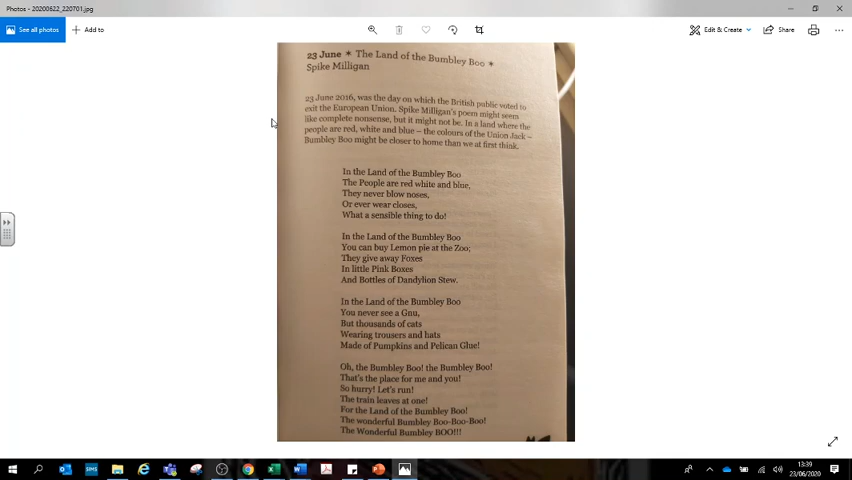 Photos - 20200622_220701.jpg
See all photos
Add to
Edit & Create
Share
23 June ✶ The Land of the Bumbley Boo ✶
Spike Milligan
23 June 2016, was the day on which the British public voted to
exit the European Union. Spike Milligan's poem might seem
like complete nonsense, but it might not be. In a land where the
people are red, white and blue – the colours of the Union Jack –
Bumbley Boo might be closer to home than we at first think.
In the Land of the Bumbley Boo
The People are red white and blue,
They never blow noses,
Or ever wear closes,
What a sensible thing to do!
In the Land of the Bumbley Boo
You can buy Lemon pie at the Zoo;
They give away Foxes
In little Pink Boxes
And Bottles of Dandylion Stew.
In the Land of the Bumbley Boo
You never see a Gnu,
But thousands of cats
Wearing trousers and hats
Made of Pumpkins and Pelican Glue!
Oh, the Bumbley Boo! the Bumbley Boo!
That's the place for me and you!
So hurry! Let's run!
The train leaves at one!
For the Land of the Bumbley Boo!
The wonderful Bumbley Boo-Boo-Boo!
The Wonderful Bumbley BOO!!!
SIMS
13:39
23/06/2020